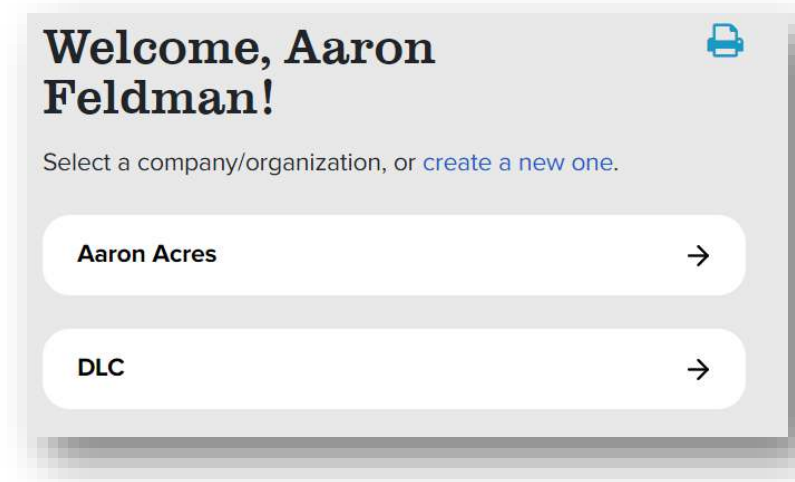 Welcome, Aaron
Feldman!
Select a company/organization, or create a new one.
Aaron Acres
DLC